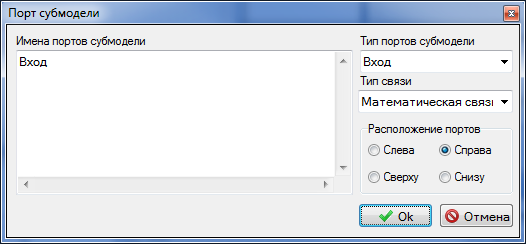 Порт субмодели
Имена портов субмодели
Вход
Тип портов субмодели
Вход
Тип связи
Математическая связ
Расположение портов
Слева
Справа
Сверху
Снизу
Ok
Отмена